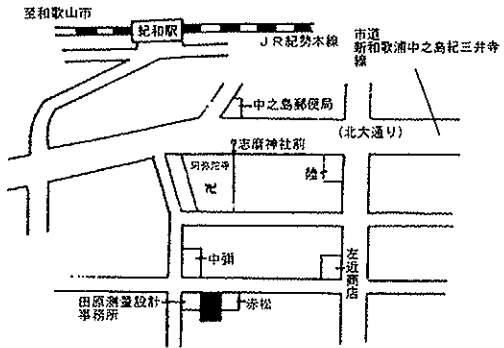 至和歌山市
紀和駅
JR紀勢本線
市道
新和歌浦中之島紀三井寺
線
中之島郵便局
(北大通り)
志磨神社前
阿弥陀寺
卍
陸
中硲
左近商店
田原測量設計
事務所
赤松